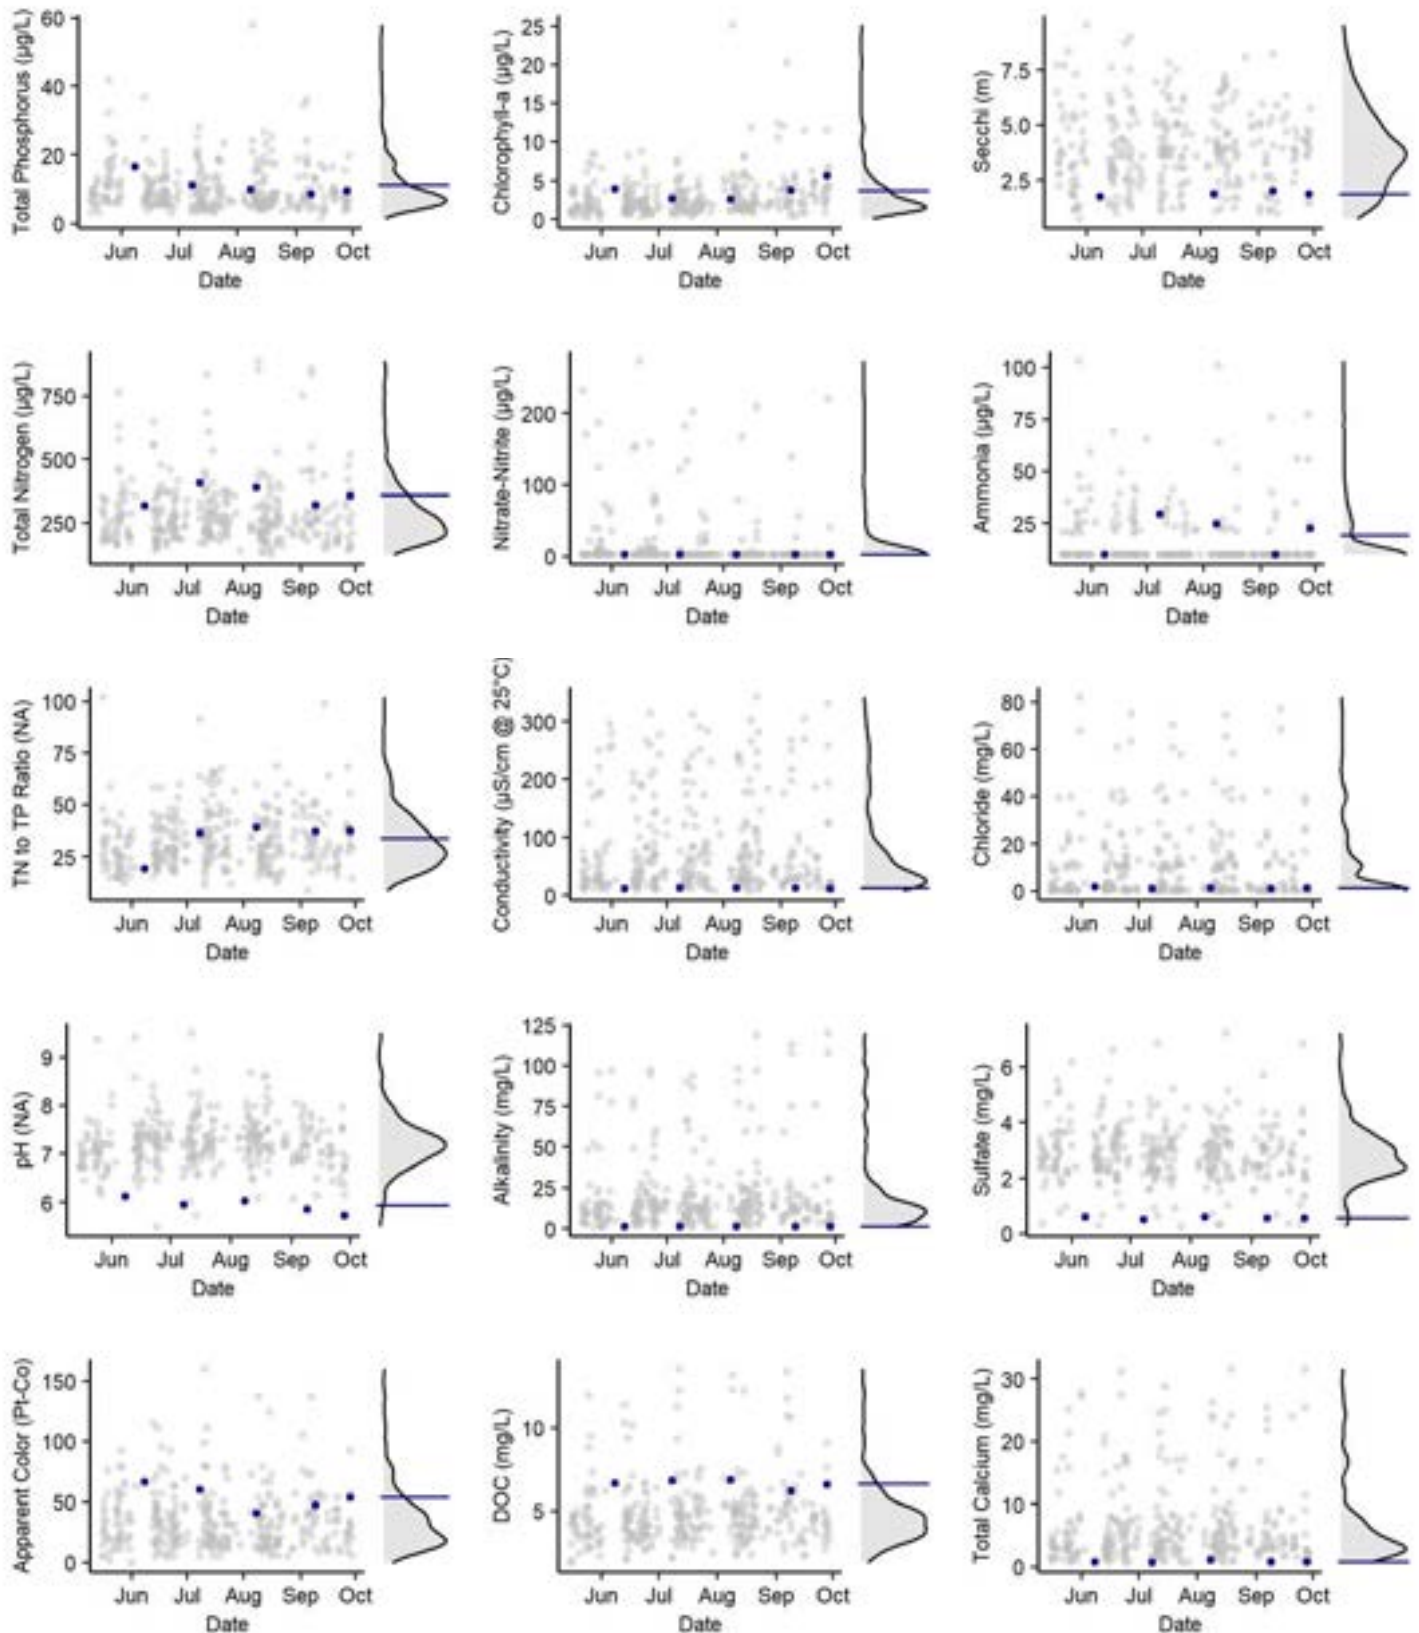 Total Phosphorus (µg/L)
60
40
20
0
Jun Jul Aug Sep Oct
Date
Chlorophyll-a (µg/L)
25
20
15
10
5
0
Jun Jul Aug Sep Oct
Date
Secchi (m)
7.5
5.0
2.5
Jun Jul Aug Sep Oct
Date
Total Nitrogen (µg/L)
750
500
250
Jun Jul Aug Sep Oct
Date
Nitrate-Nitrite (µg/L)
200
100
0
Jun Jul Aug Sep Oct
Date
Ammonia (µg/L)
100
75
50
25
Jun Jul Aug Sep Oct
Date
TN to TP Ratio (NA)
100
75
50
25
Jun Jul Aug Sep Oct
Date
Conductivity (µS/cm @ 25°C)
300
200
100
0
Jun Jul Aug Sep Oct
Date
Chloride (mg/L)
80
60
40
20
0
Jun Jul Aug Sep Oct
Date
pH (NA)
9
8
7
6
Jun Jul Aug Sep Oct
Date
Alkalinity (mg/L)
125
100
75
50
25
0
Jun Jul Aug Sep Oct
Date
Sulfate (mg/L)
6
4
2
0
Jun Jul Aug Sep Oct
Date
Apparent Color (Pt-Co)
150
100
50
0
Jun Jul Aug Sep Oct
Date
DOC (mg/L)
10
5
Jun Jul Aug Sep Oct
Date
Total Calcium (mg/L)
30
20
10
0
Jun Jul Aug Sep Oct
Date